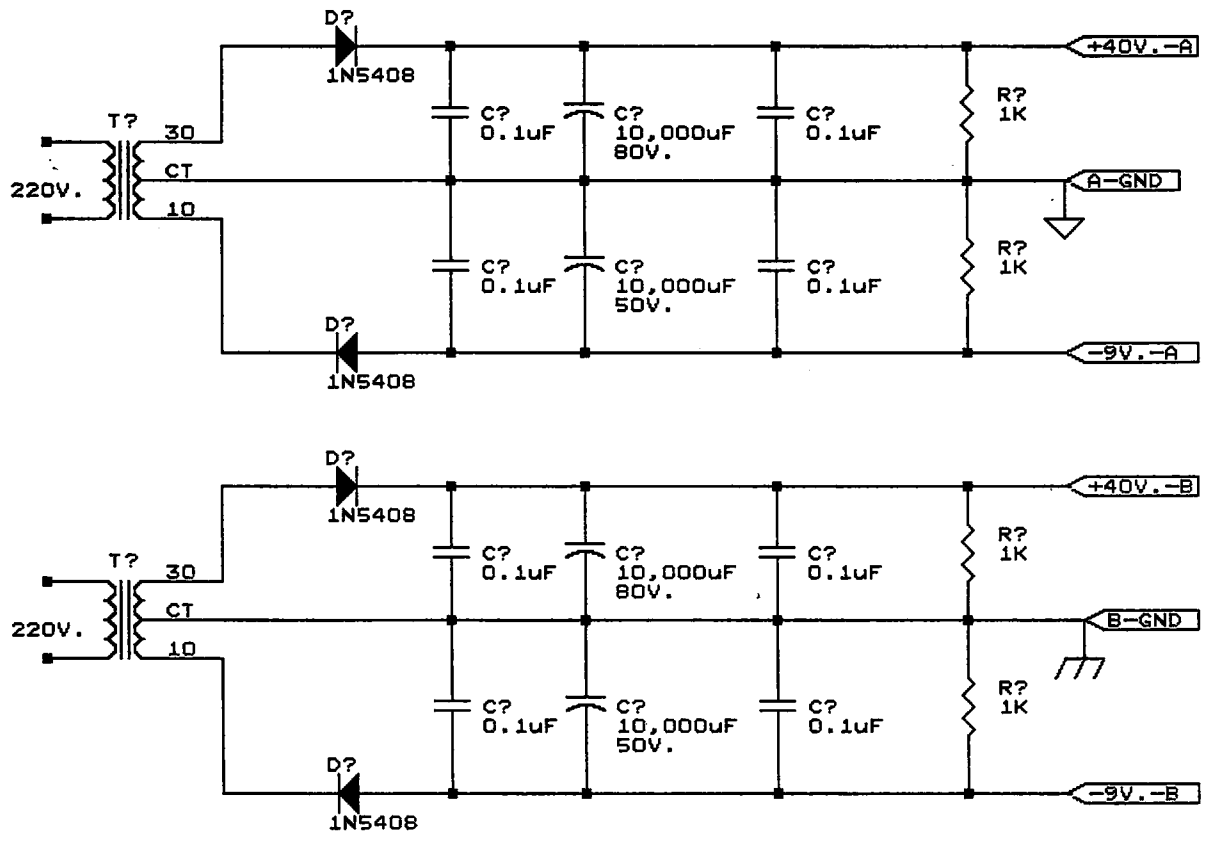 D?
1N5408
+40V.-A
C?
0.1uF
C?
10,000uF
80V.
C?
0.1uF
R?
1K
T?
30
CT
10
220V.
A-GND
C?
0.1uF
C?
10,000uF
50V.
C?
0.1uF
R?
1K
D?
1N5408
-9V.-A
D?
1N5408
+40V.-B
C?
0.1uF
C?
10,000uF
80V.
C?
0.1uF
R?
1K
T?
30
CT
10
220V.
B-GND
C?
0.1uF
C?
10,000uF
50V.
C?
0.1uF
R?
1K
D?
1N5408
-9V.-B